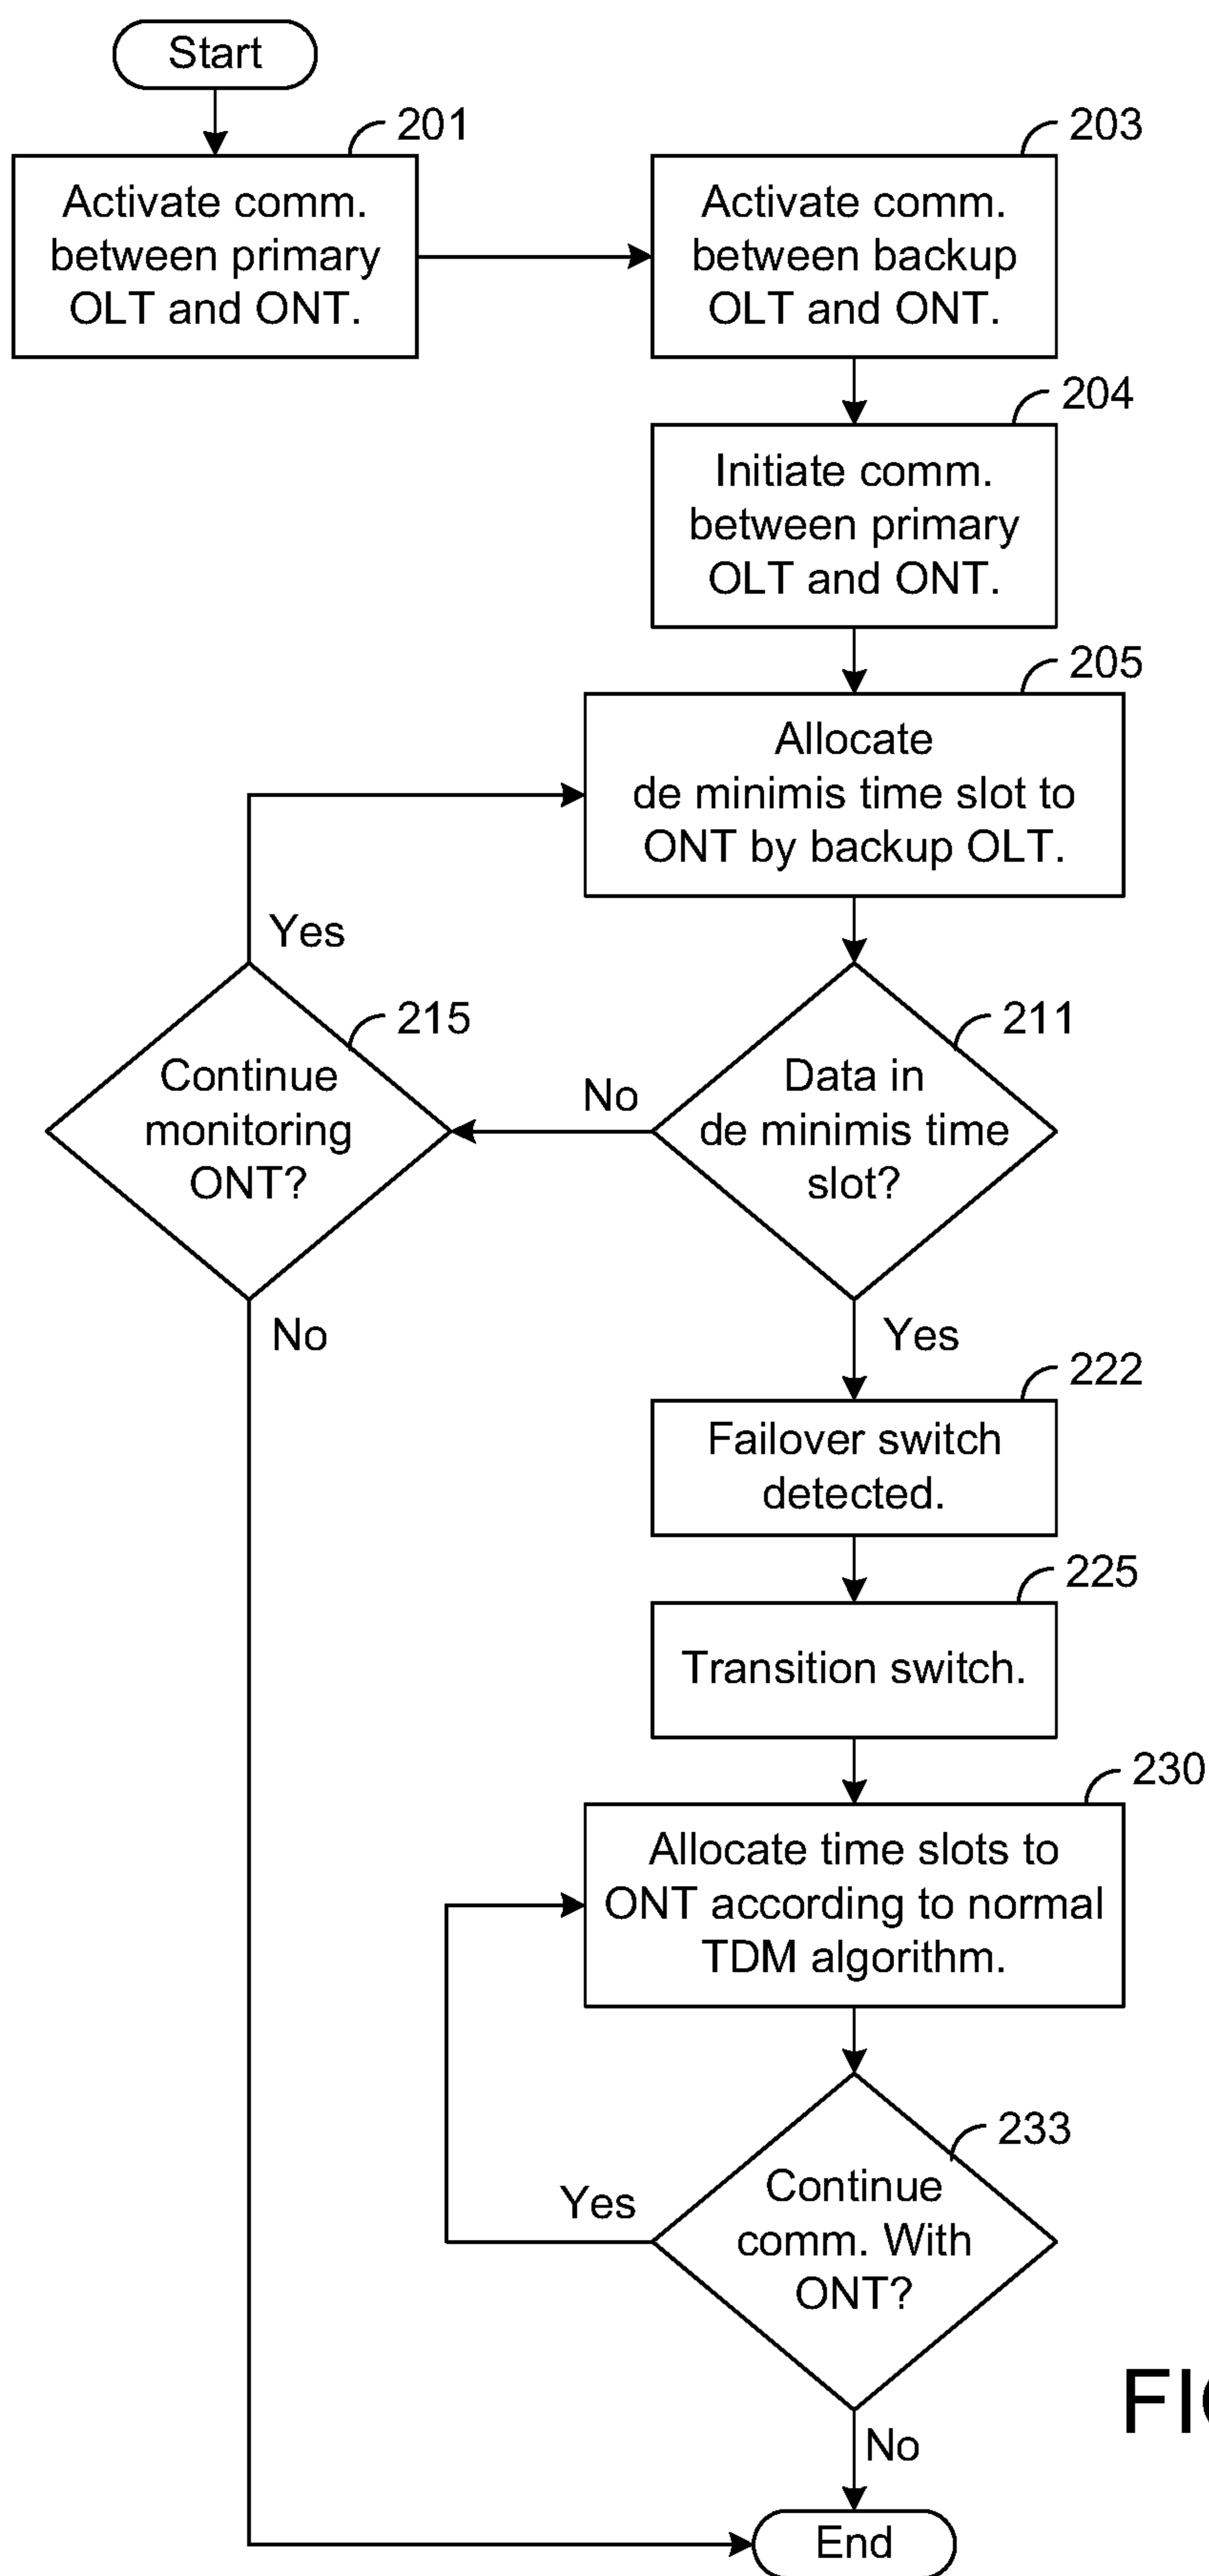 Start
201
Activate comm.
between primary
OLT and ONT.
203
Activate comm.
between backup
OLT and ONT.
204
Initiate comm.
between primary
OLT and ONT.
205
Allocate
de minimis time slot to
ONT by backup OLT.
Yes
215
Continue
monitoring
ONT?
No
211
Data in
de minimis time
slot?
No
Yes
222
Failover switch
detected.
225
Transition switch.
230
Allocate time slots to
ONT according to normal
TDM algorithm.
233
Continue
comm. With
ONT?
Yes
No
End